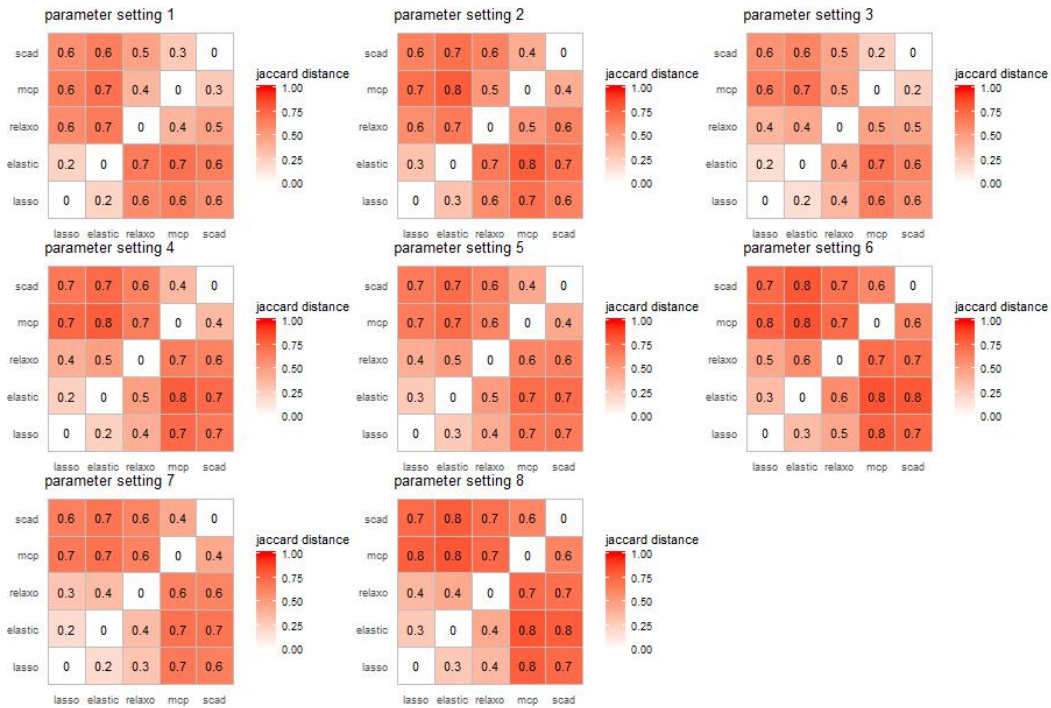 parameter setting 1
scad 0.6 0.6 0.5 0.3 0
mcp 0.6 0.7 0.4 0 0.3
relaxo 0.6 0.7 0 0.4 0.5
elastic 0.2 0 0.7 0.7 0.6
lasso 0 0.2 0.6 0.6 0.6
lasso elastic relaxo mcp scad
jaccard distance
1.00
0.75
0.50
0.25
0.00
parameter setting 2
scad 0.6 0.7 0.6 0.4 0
mcp 0.7 0.8 0.5 0 0.4
relaxo 0.6 0.7 0 0.5 0.6
elastic 0.3 0 0.7 0.8 0.7
lasso 0 0.3 0.6 0.7 0.6
lasso elastic relaxo mcp scad
jaccard distance
1.00
0.75
0.50
0.25
0.00
parameter setting 3
scad 0.6 0.6 0.5 0.2 0
mcp 0.6 0.7 0.5 0 0.2
relaxo 0.4 0.4 0 0.5 0.5
elastic 0.2 0 0.4 0.7 0.6
lasso 0 0.2 0.4 0.6 0.6
lasso elastic relaxo mcp scad
jaccard distance
1.00
0.75
0.50
0.25
0.00
parameter setting 4
scad 0.7 0.7 0.6 0.4 0
mcp 0.7 0.8 0.7 0 0.4
relaxo 0.4 0.5 0 0.7 0.6
elastic 0.2 0 0.5 0.8 0.7
lasso 0 0.2 0.4 0.7 0.7
lasso elastic relaxo mcp scad
jaccard distance
1.00
0.75
0.50
0.25
0.00
parameter setting 5
scad 0.7 0.7 0.6 0.4 0
mcp 0.7 0.7 0.6 0 0.4
relaxo 0.4 0.5 0 0.6 0.6
elastic 0.3 0 0.5 0.7 0.7
lasso 0 0.3 0.4 0.7 0.7
lasso elastic relaxo mcp scad
jaccard distance
1.00
0.75
0.50
0.25
0.00
parameter setting 6
scad 0.7 0.8 0.7 0.6 0
mcp 0.8 0.8 0.7 0 0.6
relaxo 0.5 0.6 0 0.7 0.7
elastic 0.3 0 0.6 0.8 0.8
lasso 0 0.3 0.5 0.8 0.7
lasso elastic relaxo mcp scad
jaccard distance
1.00
0.75
0.50
0.25
0.00
parameter setting 7
scad 0.6 0.7 0.6 0.4 0
mcp 0.7 0.7 0.6 0 0.4
relaxo 0.3 0.4 0 0.6 0.6
elastic 0.2 0 0.4 0.7 0.7
lasso 0 0.2 0.3 0.7 0.6
lasso elastic relaxo mcp scad
jaccard distance
1.00
0.75
0.50
0.25
0.00
parameter setting 8
scad 0.7 0.8 0.7 0.6 0
mcp 0.8 0.8 0.7 0 0.6
relaxo 0.4 0.4 0 0.7 0.7
elastic 0.3 0 0.4 0.8 0.8
lasso 0 0.3 0.4 0.8 0.7
lasso elastic relaxo mcp scad
jaccard distance
1.00
0.75
0.50
0.25
0.00